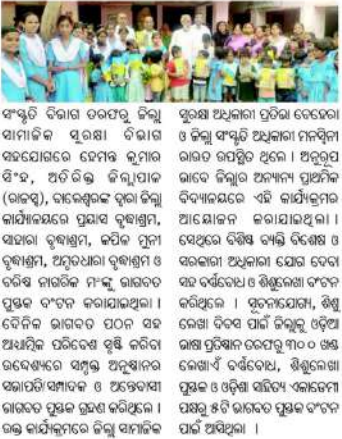 ସଂସ୍କୃତି ବିଭାଗ ତରଫରୁ ଜିଲ୍ଲା
ସାମାଜିକ ସୁରକ୍ଷା ବିଭାଗ
ସହଯୋଗରେ ହେମନ୍ତ କୁମାର
ସିଂହ, ଅତିରିକ୍ତ ଜିଲ୍ଲାପାଳ
(ରାଜସ୍ୱ), ବାଲେଶ୍ୱରଙ୍କ ଦ୍ୱାରା ଜିଲ୍ଲା
କାର୍ଯ୍ୟାଳୟରେ ପ୍ରୟାସ ବୃଦ୍ଧାଶ୍ରମ,
ସାହାରା ବୃଦ୍ଧାଶ୍ରମ, କପିଳ ମୁନୀ
ବୃଦ୍ଧାଶ୍ରମ, ଅମୃତଧାରା ବୃଦ୍ଧାଶ୍ରମ ଓ
ବରିଷ୍ଠ ନାଗରିକ ମଂଙ୍କୁ ଭାଗବତ
ପୁସ୍ତକ ବଂଟନ କରାଯାଇଥିଲା ।
ଦୈନିକ ଭାଗବତ ପଠନ ସହ
ଆଧ୍ୟାତ୍ମିକ ପରିବେଶ ସୃଷ୍ଟି କରିବା
ଉଦ୍ଦେଶ୍ୟରେ ସମ୍ପୃକ୍ତ ଅନୁଷ୍ଠାନର
ସଭାପତି/ସମ୍ପାଦକ ଓ ଅନ୍ତେବାସୀ
ଭାଗବତ ପୁସ୍ତକ ଗ୍ରହଣ କରିଥିଲେ ।
ଉକ୍ତ କାର୍ଯ୍ୟକ୍ରମରେ ଜିଲ୍ଲା ସାମାଜିକ
ସୁରକ୍ଷା ଅଧିକାରୀ ପ୍ରତିଭା ବେହେରା
ଓ ଜିଲ୍ଲା ସଂସ୍କୃତି ଅଧିକାରୀ ମନସ୍ୱିନୀ
ରାଉତ ଉପସ୍ଥିତ ଥିଲେ । ଅନୁରୂପ
ଭାବେ ଜିଲ୍ଲାର ଅନ୍ୟାନ୍ୟ ପ୍ରାଥମିକ
ବିଦ୍ୟାଳୟରେ ଏହି କାର୍ଯ୍ୟକ୍ରମର
ଆୟୋଜନ କରାଯାଇଥିଲା ।
ସେଥିରେ ବିଶିଷ୍ଟ ବ୍ୟକ୍ତି ବିଶେଷ ଓ
ସରକାରୀ ଅଧିକାରୀ ଯୋଗ ଦେବା
ସହ ବର୍ଣ୍ଣବୋଧ ଓ ଶିଶୁଲେଖା ବଂଟନ
କରିଥିଲେ । ସୂଚନାଯୋଗ୍ୟ, ଶିଶୁ
ଲେଖା ଦିବସ ପାଇଁ ଜିଲ୍ଲାକୁ ଓଡ଼ିଆ
ଭାଷା ପ୍ରତିଷ୍ଠାନ ତରଫରୁ ୩୦୦ ଖଣ୍ଡ
ଲେଖାଏଁ ବର୍ଣ୍ଣବୋଧ, ଶିଶୁଲେଖା
ପୁସ୍ତକ ଓ ଓଡ଼ିଶା ସାହିତ୍ୟ ଏକାଡେମୀ
ପକ୍ଷରୁ ୫ଟି ଭାଗବତ ପୁସ୍ତକ ବଂଟନ
ପାଇଁ ଆସିଥିଲା ।